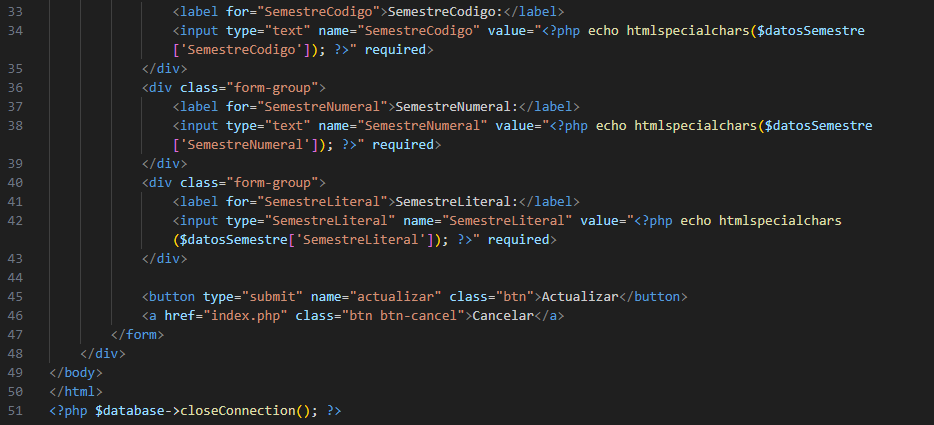 33 <label for="SemestreCodigo">SemestreCodigo:</label>
34 <input type="text" name="SemestreCodigo" value="<?php echo htmlspecialchars($datosSemestre
['SemestreCodigo']); ?>" required>
35 </div>
36 <div class="form-group">
37 <label for="SemestreNumeral">SemestreNumeral:</label>
38 <input type="text" name="SemestreNumeral" value="<?php echo htmlspecialchars($datosSemestre
['SemestreNumeral']); ?>" required>
39 </div>
40 <div class="form-group">
41 <label for="SemestreLiteral">SemestreLiteral:</label>
42 <input type="SemestreLiteral" name="SemestreLiteral" value="<?php echo htmlspecialchars
($datosSemestre['SemestreLiteral']); ?>" required>
43 </div>
44
45 <button type="submit" name="actualizar" class="btn">Actualizar</button>
46 <a href="index.php" class="btn btn-cancel">Cancelar</a>
47 </form>
48 </div>
49 </body>
50 </html>
51 <?php $database->closeConnection(); ?>